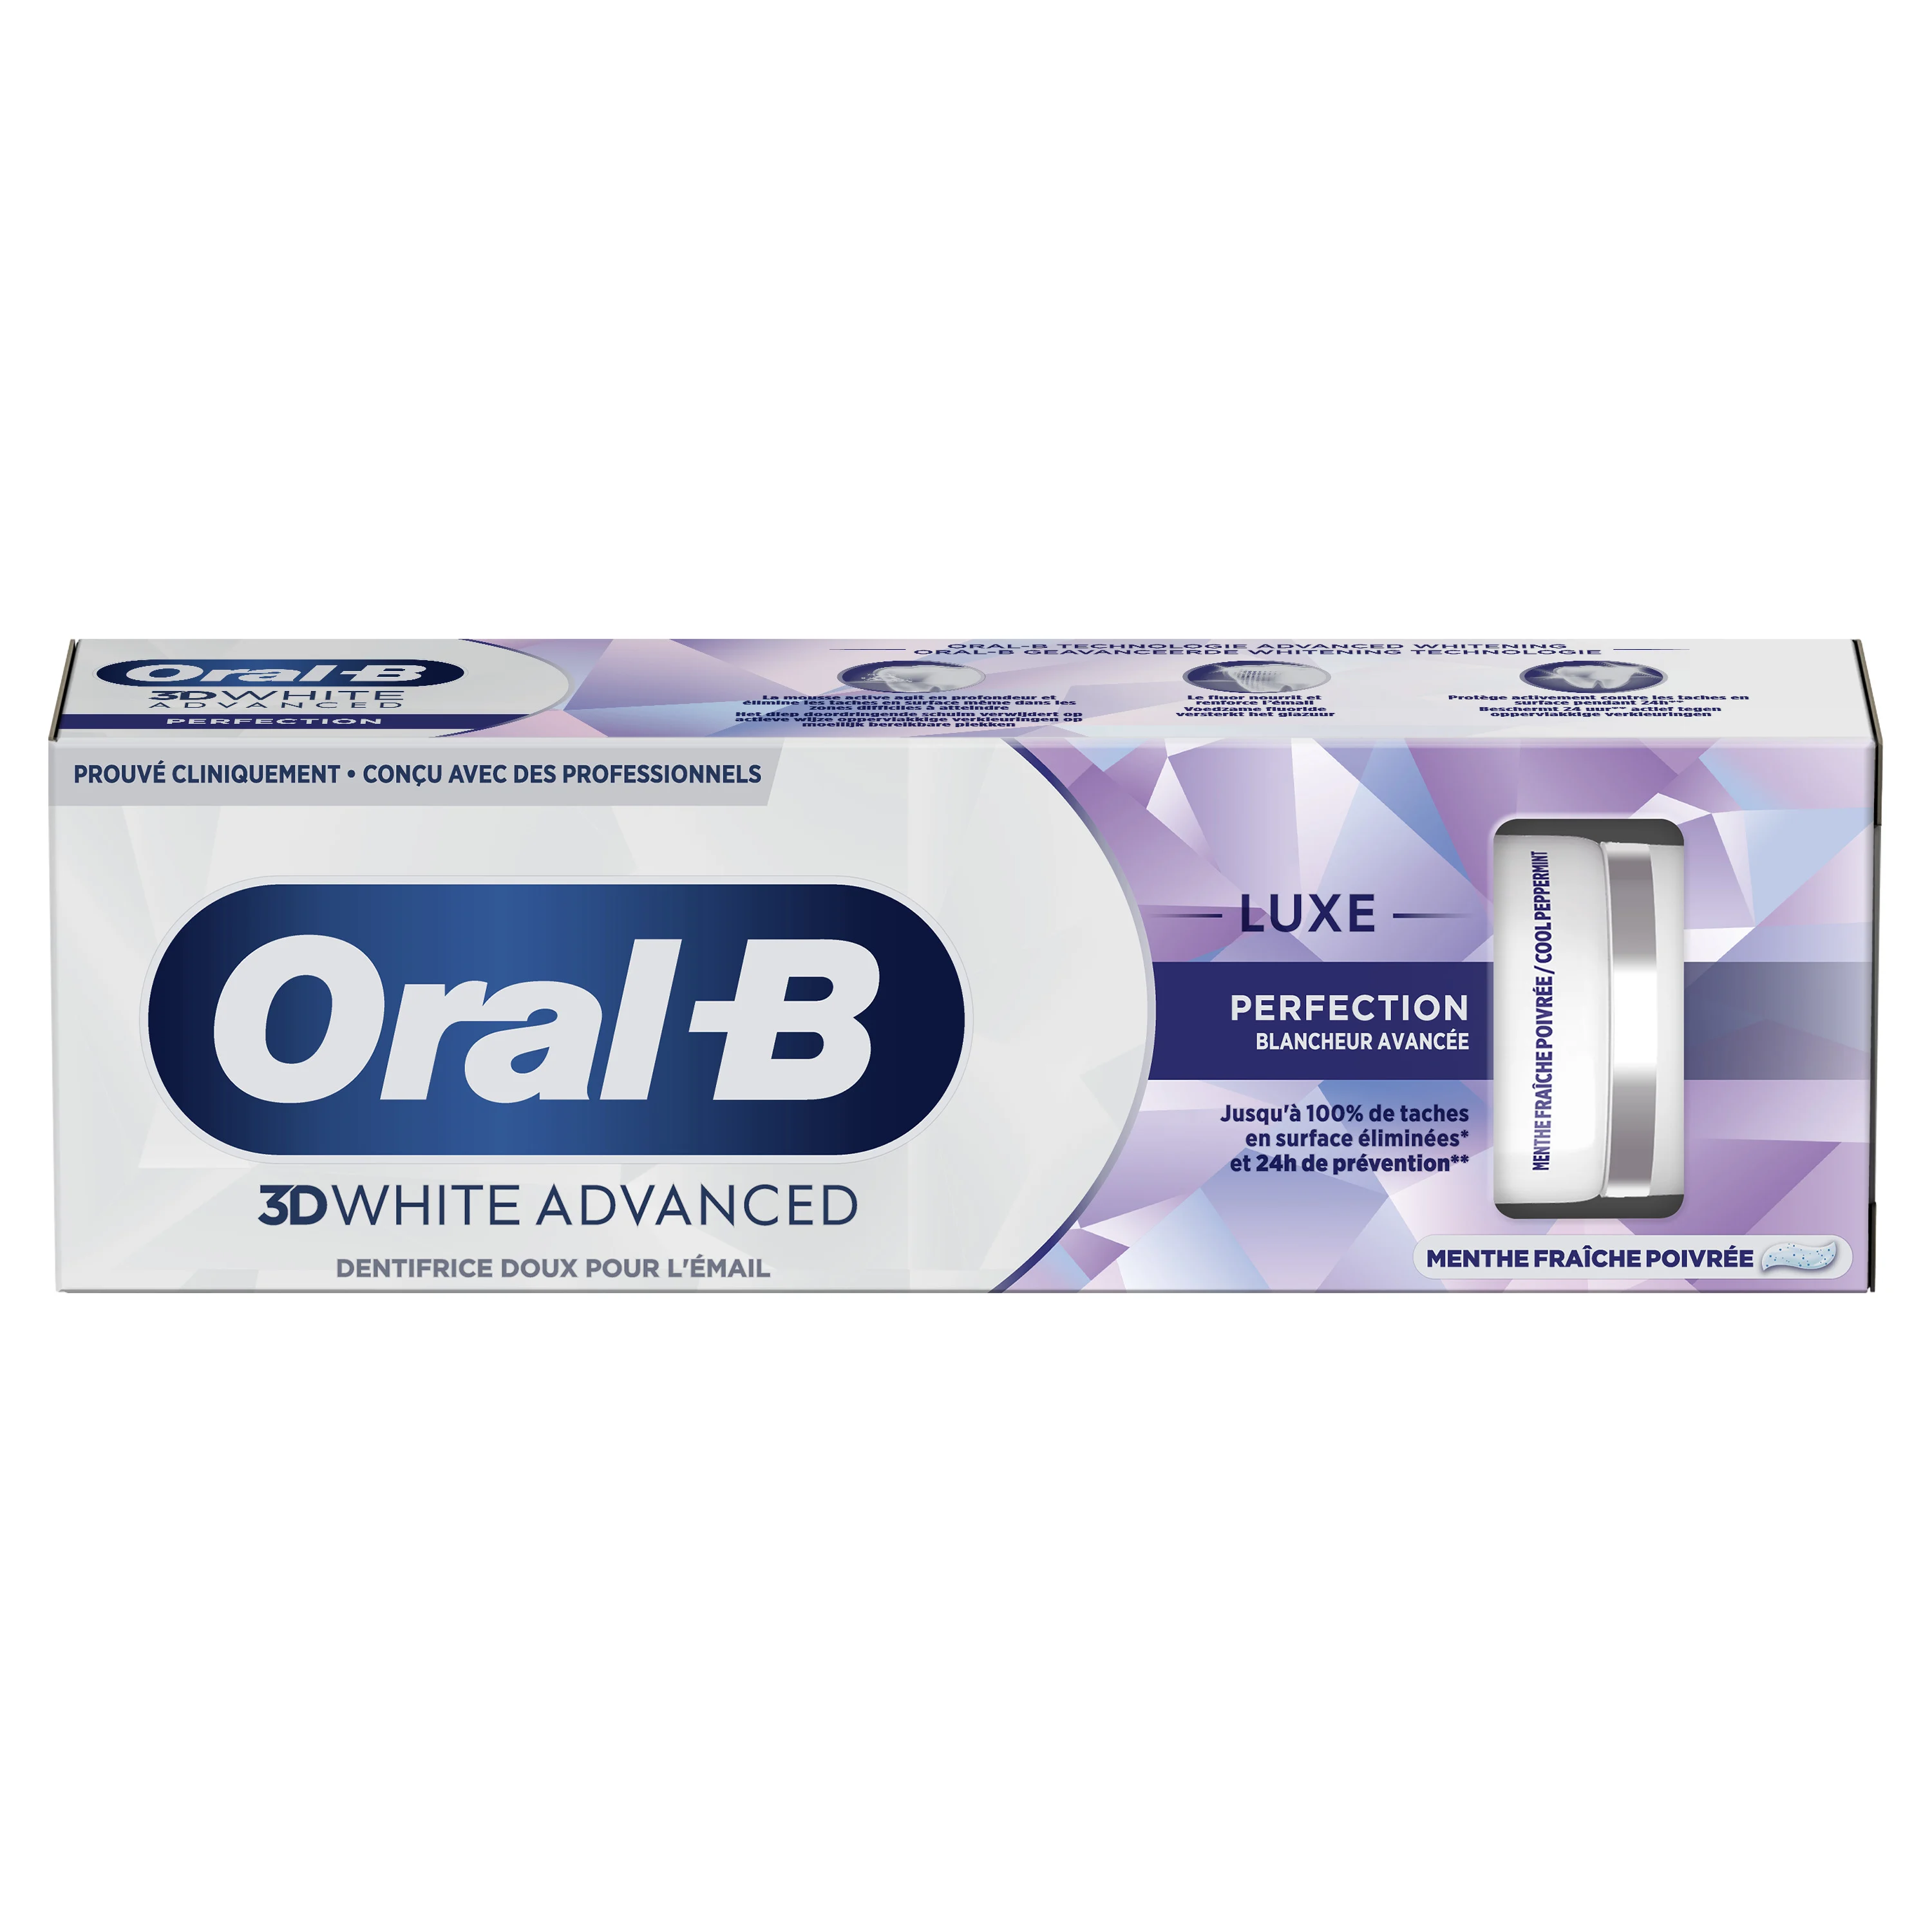 Oral-B
3DWHITE
ADVANCED
PERFECTION
ORAL-B TECHNOLOGIE ADVANCED WHITENING
ORAL-B GEAVANCEERDE WHITENING TECHNOLOGIE
La mousse active agit en profondeur et
élimine les taches en surface même dans les
zones difficiles à atteindre
Het diep doordringende schuim verwijdert op
actieve wijze oppervlakkige verkleuringen op
moeilijk bereikbare plekken
Le fluor nourrit et
renforce l'émail
Voedzame fluoride
versterkt het glazuur
Protège activement contre les taches en
surface pendant 24h**
Beschermt 24 uur** actief tegen
oppervlakkige verkleuringen
PROUVÉ CLINIQUEMENT • CONÇU AVEC DES PROFESSIONNELS
Oral-B
3DWHITE ADVANCED
DENTIFRICE DOUX POUR L'ÉMAIL
LUXE
PERFECTION
BLANCHEUR AVANCÉE
Jusqu'à 100% de taches
en surface éliminées*
et 24h de prévention**
MENTHE FRAÎCHE POIVRÉE / COOL PEPPERMINT
MENTHE FRAÎCHE POIVRÉE